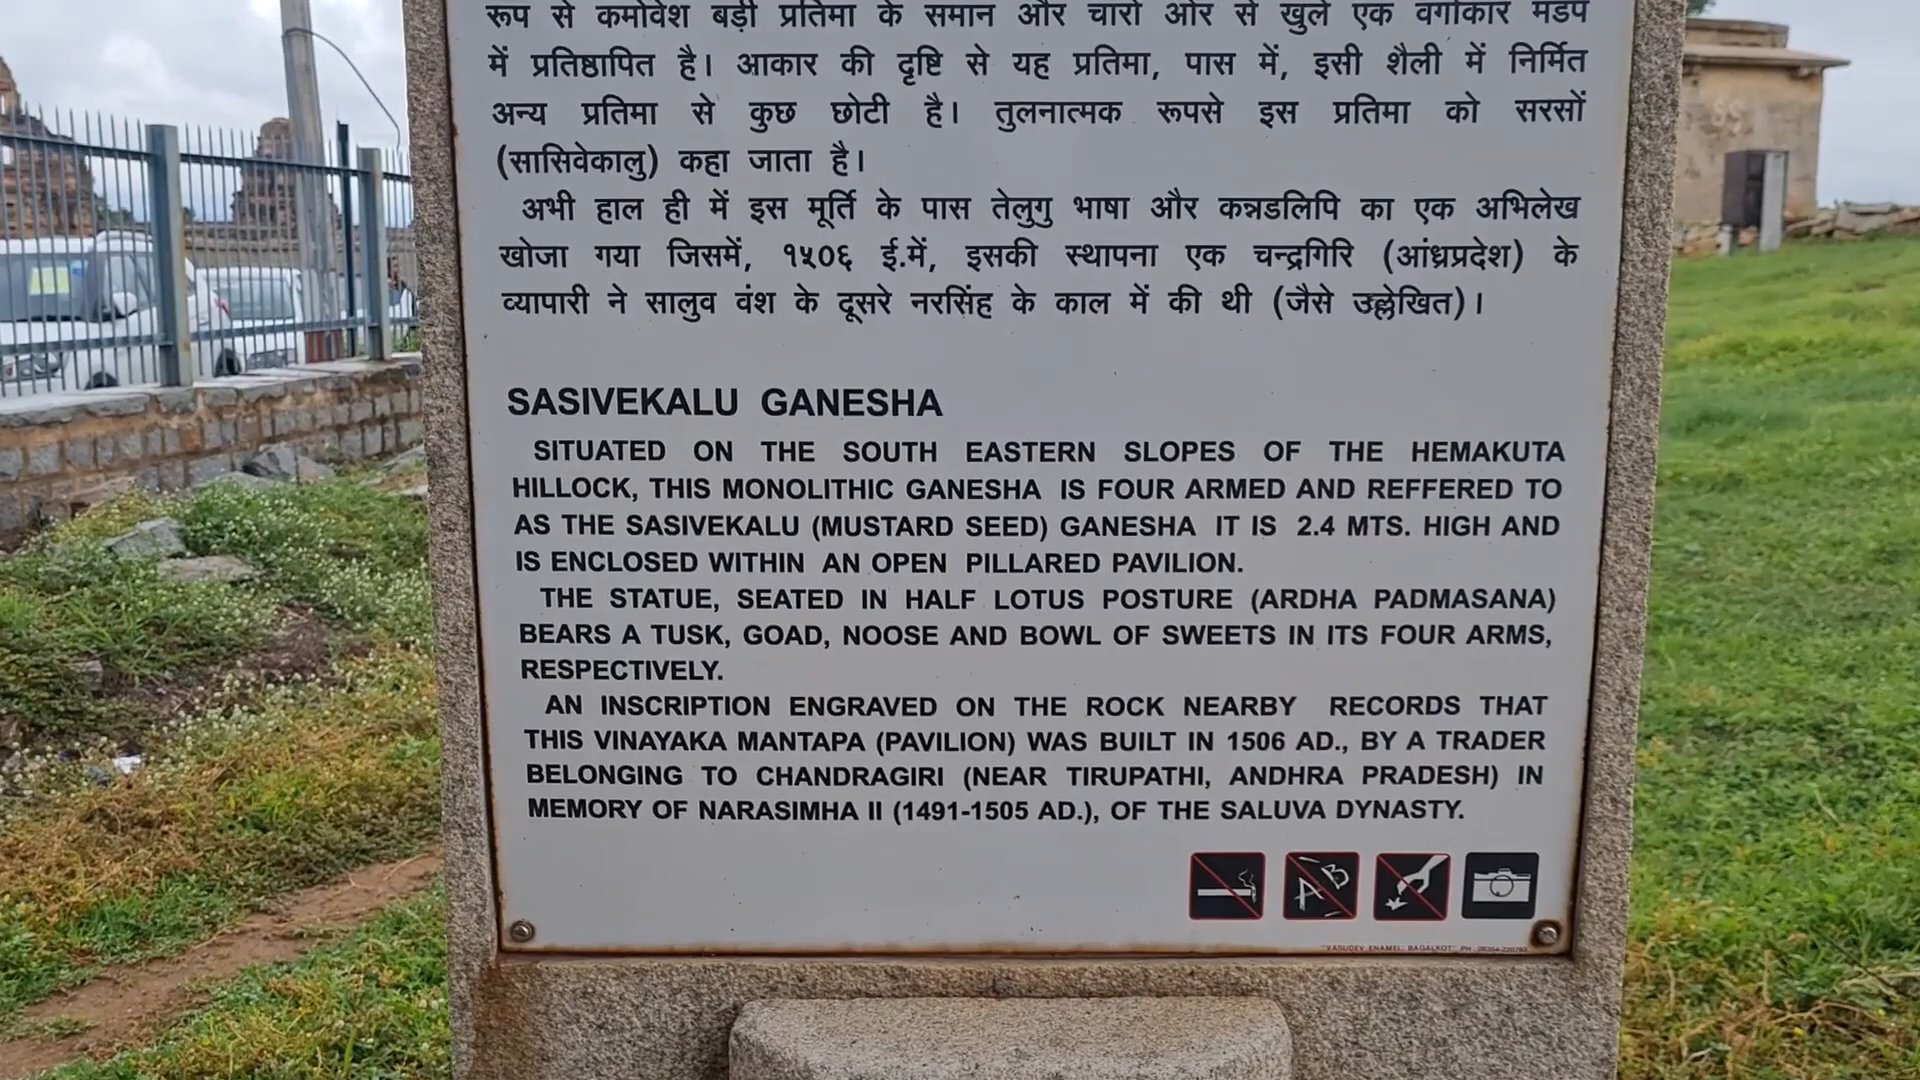 रूप से कमोवेश बड़ी प्रतिमा के समान और चारों ओर से खुले एक वर्गाकार मंडप
में प्रतिष्ठापित है। आकार की दृष्टि से यह प्रतिमा, पास में, इसी शैली में निर्मित
अन्य प्रतिमा से कुछ छोटी है। तुलनात्मक रूपसे इस प्रतिमा को सरसों
(सासिवेकालु) कहा जाता है।
अभी हाल ही में इस मूर्ति के पास तेलुगु भाषा और कन्नडलिपि का एक अभिलेख
खोजा गया जिसमें, १५०६ ई.में, इसकी स्थापना एक चन्द्रगिरि (आंध्रप्रदेश) के
व्यापारी ने सालुव वंश के दूसरे नरसिंह के काल में की थी (जैसे उल्लेखित)।
SASIVEKALU GANESHA
SITUATED ON THE SOUTH EASTERN SLOPES OF THE HEMAKUTA
HILLOCK, THIS MONOLITHIC GANESHA IS FOUR ARMED AND REFFERED TO
AS THE SASIVEKALU (MUSTARD SEED) GANESHA IT IS 2.4 MTS. HIGH AND
IS ENCLOSED WITHIN AN OPEN PILLARED PAVILION.
THE STATUE, SEATED IN HALF LOTUS POSTURE (ARDHA PADMASANA)
BEARS A TUSK, GOAD, NOOSE AND BOWL OF SWEETS IN ITS FOUR ARMS,
RESPECTIVELY.
AN INSCRIPTION ENGRAVED ON THE ROCK NEARBY RECORDS THAT
THIS VINAYAKA MANTAPA (PAVILION) WAS BUILT IN 1506 AD., BY A TRADER
BELONGING TO CHANDRAGIRI (NEAR TIRUPATHI, ANDHRA PRADESH) IN
MEMORY OF NARASIMHA II (1491-1505 AD.), OF THE SALUVA DYNASTY.
A B
"VASUDEV ENAMEL; BAGALKOT" PH :